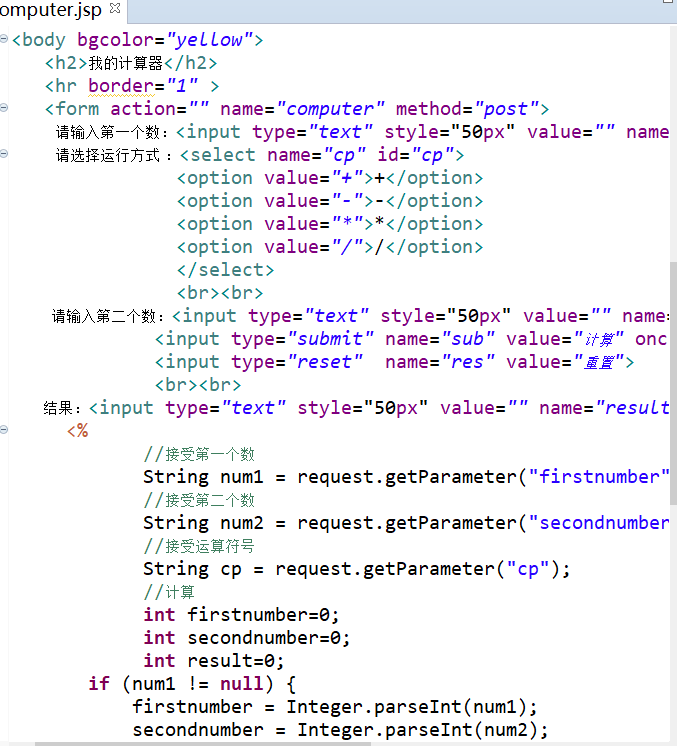 omputer.jsp
<body bgcolor="yellow">
<h2>我的计算器</h2>
<hr border="1" >
<form action="" name="computer" method="post">
请输入第一个数：<input type="text" style="50px" value="" name=
请选择运行方式：<select name="cp" id="cp">
<option value="+">+</option>
<option value="-">-</option>
<option value="*">*</option>
<option value="/">/</option>
</select>
<br><br>
请输入第二个数：<input type="text" style="50px" value="" name=
<input type="submit" name="sub" value="计算" onc
<input type="reset"  name="res" value="重置">
<br><br>
结果：<input type="text" style="50px" value="" name="result
<%
//接受第一个数
String num1 = request.getParameter("firstnumber"
//接受第二个数
String num2 = request.getParameter("secondnumber
//接受运算符号
String cp = request.getParameter("cp");
//计算
int firstnumber=0;
int secondnumber=0;
int result=0;
if (num1 != null) {
firstnumber = Integer.parseInt(num1);
secondnumber = Integer.parseInt(num2);